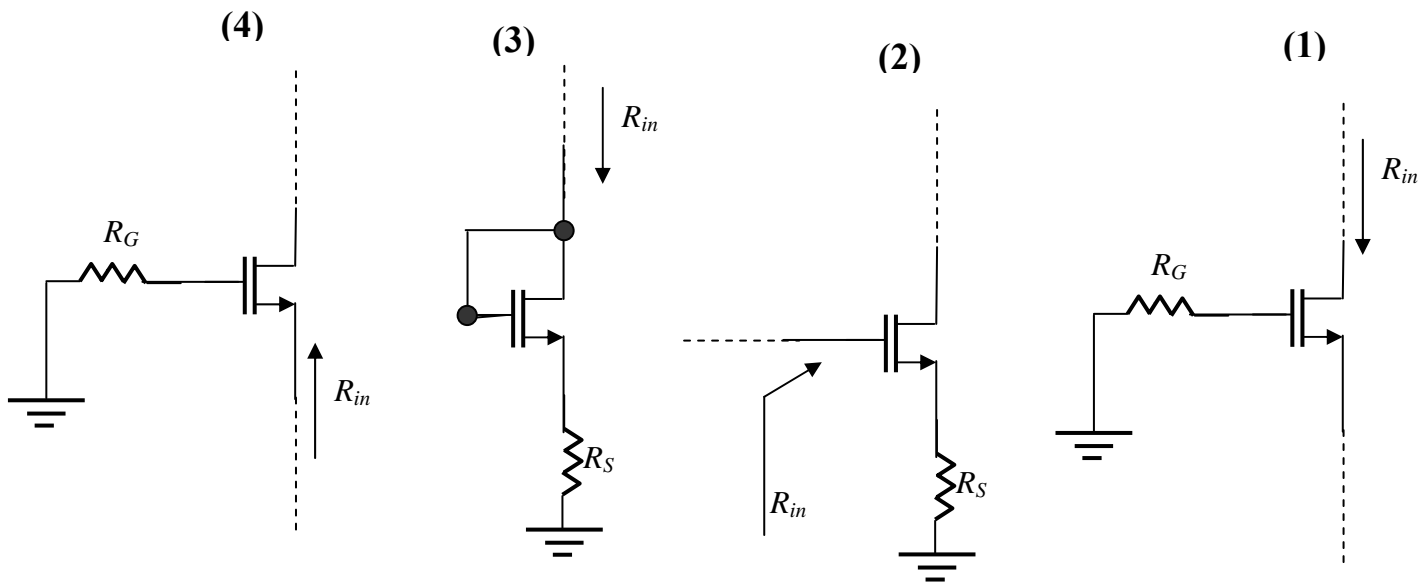 (4)
R_G
R_in
(3)
R_in
R_S
(2)
R_in
R_S
(1)
R_in
R_G